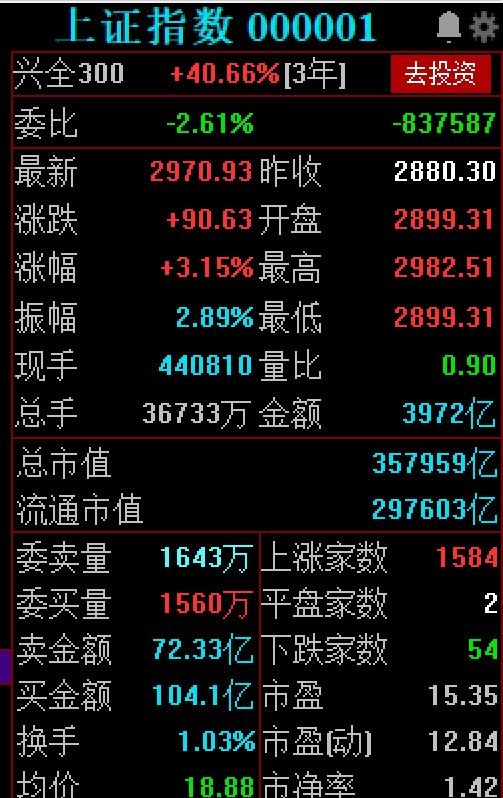 上证指数 000001
兴全300 +40.66%[3年] 去投资
委比 -2.61% -837587
最新 2970.93 昨收 2880.30
涨跌 +90.63 开盘 2899.31
涨幅 +3.15% 最高 2982.51
振幅 2.89% 最低 2899.31
现手 440810 量比 0.90
总手 36733万 金额 3972亿
总市值 357959亿
流通市值 297603亿
委卖量 1643万 上涨家数 1584
委买量 1560万 平盘家数 2
卖金额 72.33亿 下跌家数 54
买金额 104.1亿 市盈 15.35
换手 1.03% 市盈(动) 12.84
均价 18.88 市净率 1.42